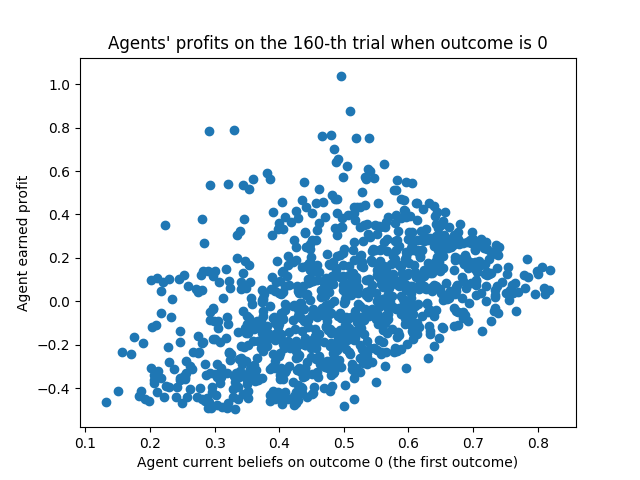 Agents' profits on the 160-th trial when outcome is 0
1.0
0.8
0.6
0.4
0.2
0.0
−0.2
−0.4
Agent earned profit
0.1 0.2 0.3 0.4 0.5 0.6 0.7 0.8
Agent current beliefs on outcome 0 (the first outcome)